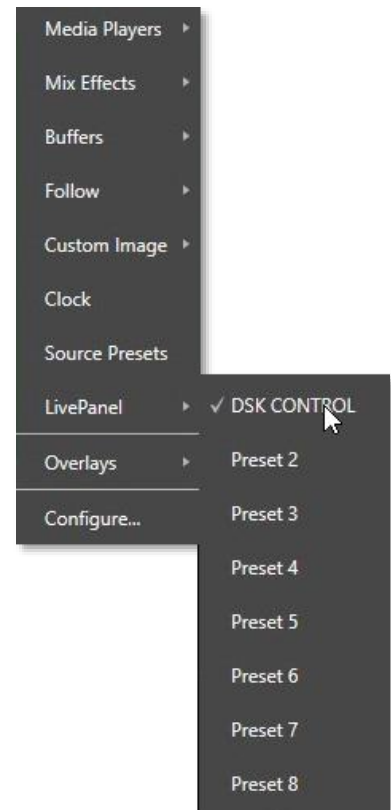 Media Players
Mix Effects
Buffers
Follow
Custom Image
Clock
Source Presets
LivePanel
Overlays
Configure...
DSK CONTROL
Preset 2
Preset 3
Preset 4
Preset 5
Preset 6
Preset 7
Preset 8